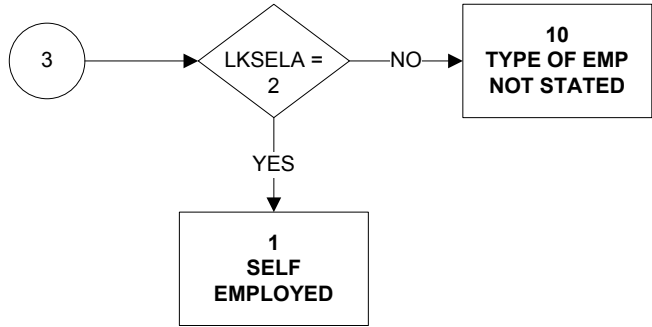 3
LKSELA =
2
NO
10
TYPE OF EMP
NOT STATED
YES
1
SELF
EMPLOYED